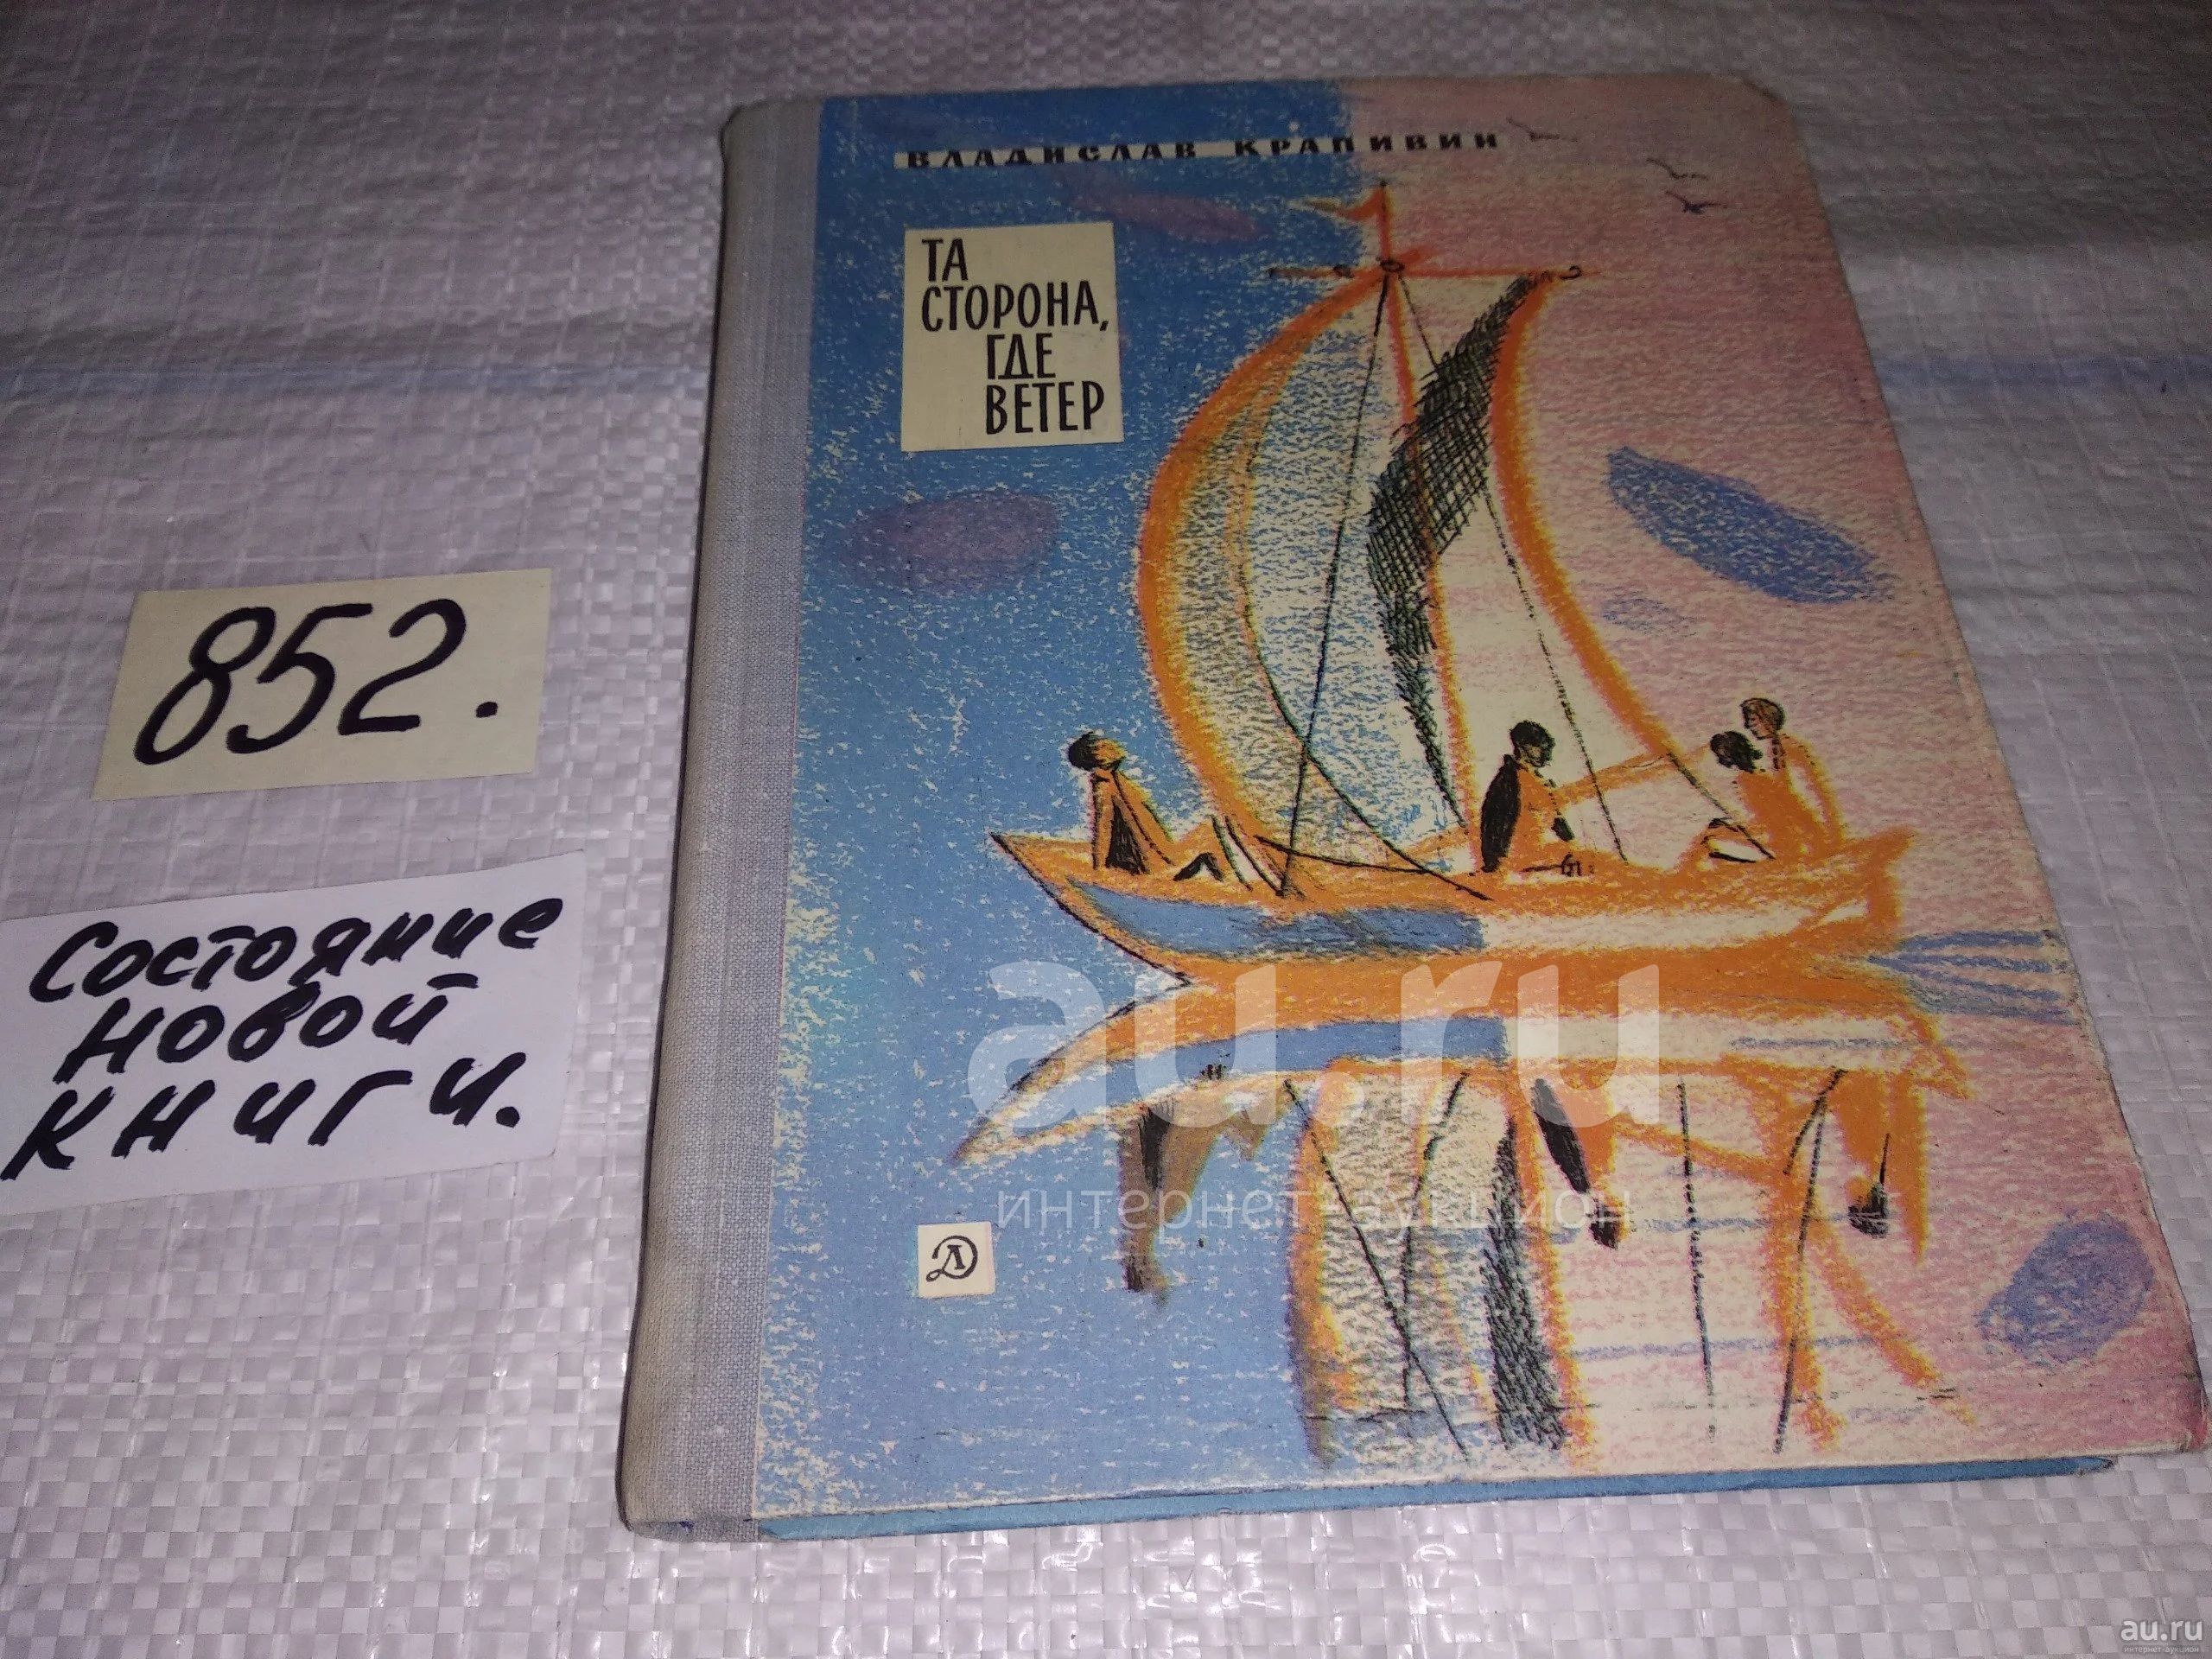 ВЛАДИСЛАВ КРАПИВИН
ТА
СТОРОНА,
ГДЕ
ВЕТЕР
852.
Состояние
новой
книги.
au.ru
интернет-аукцион
Д
au.ru
интернет-аукцион